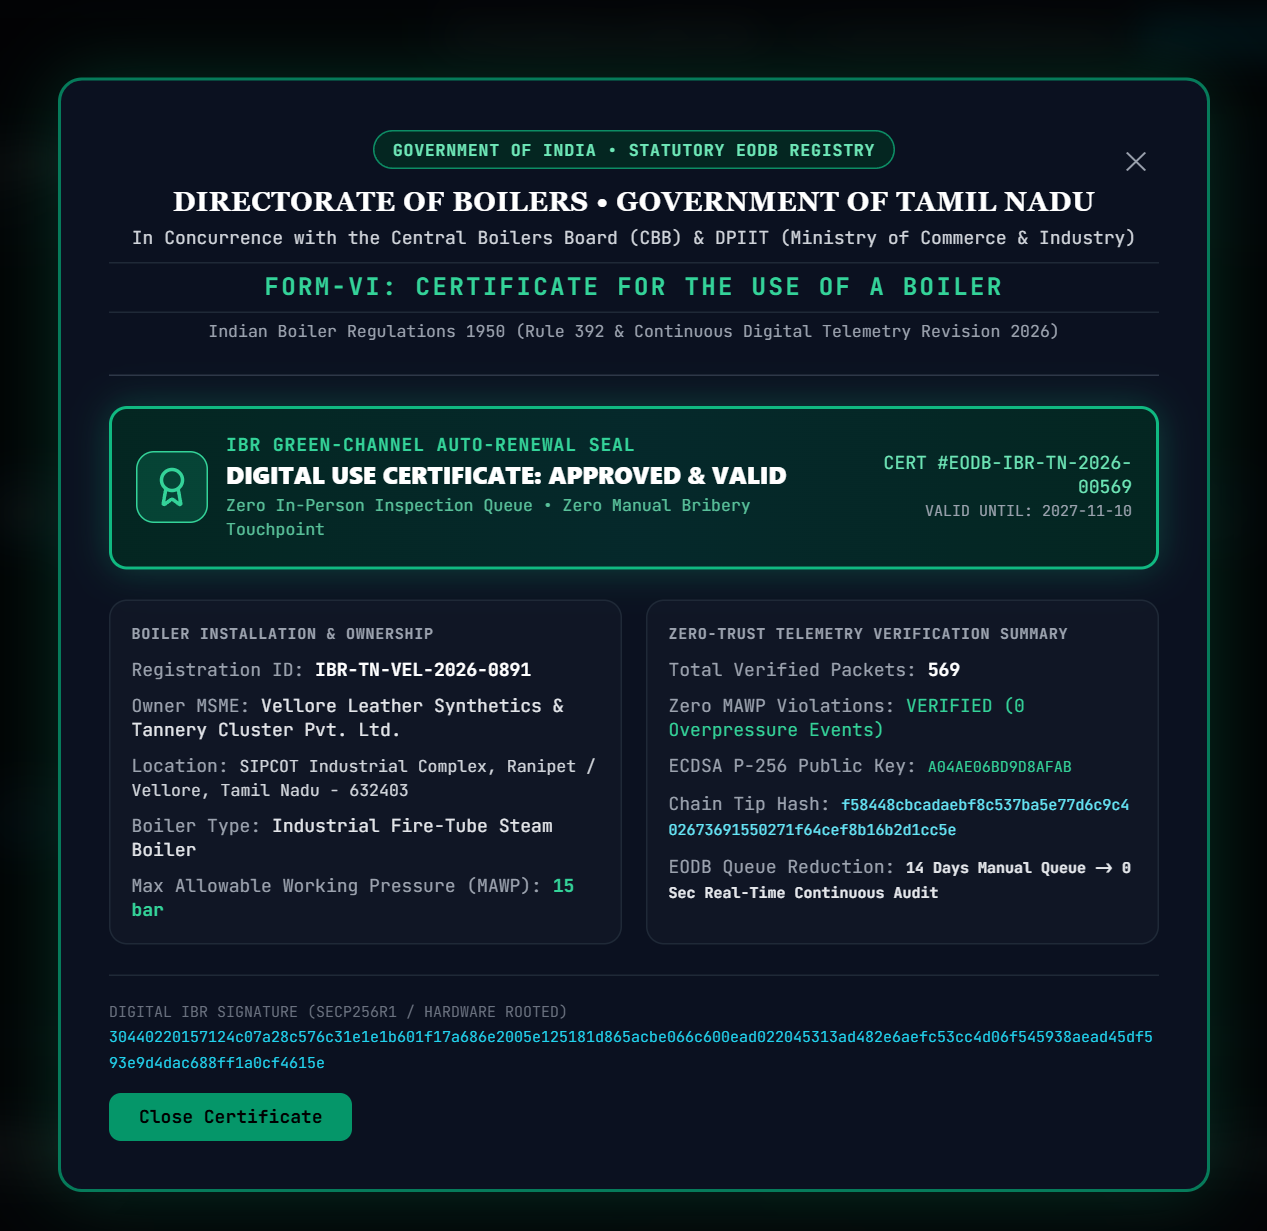 GOVERNMENT OF INDIA • STATUTORY EODB REGISTRY
DIRECTORATE OF BOILERS • GOVERNMENT OF TAMIL NADU
In Concurrence with the Central Boilers Board (CBB) & DPIIT (Ministry of Commerce & Industry)
FORM-VI: CERTIFICATE FOR THE USE OF A BOILER
Indian Boiler Regulations 1950 (Rule 392 & Continuous Digital Telemetry Revision 2026)
IBR GREEN-CHANNEL AUTO-RENEWAL SEAL
DIGITAL USE CERTIFICATE: APPROVED & VALID
Zero In-Person Inspection Queue • Zero Manual Bribery
Touchpoint
CERT #EODB-IBR-TN-2026-
00569
VALID UNTIL: 2027-11-10
BOILER INSTALLATION & OWNERSHIP
Registration ID: IBR-TN-VEL-2026-0891
Owner MSME: Vellore Leather Synthetics &
Tannery Cluster Pvt. Ltd.
Location: SIPCOT Industrial Complex, Ranipet /
Vellore, Tamil Nadu - 632403
Boiler Type: Industrial Fire-Tube Steam
Boiler
Max Allowable Working Pressure (MAWP): 15
bar
ZERO-TRUST TELEMETRY VERIFICATION SUMMARY
Total Verified Packets: 569
Zero MAWP Violations: VERIFIED (0
Overpressure Events)
ECDSA P-256 Public Key: A04AE06BD9D8AFAB
Chain Tip Hash: f58448cbcadaebf8c537ba5e77d6c9c4
02673691550271f64cef8b16b2d1cc5e
EODB Queue Reduction: 14 Days Manual Queue → 0
Sec Real-Time Continuous Audit
DIGITAL IBR SIGNATURE (SECP256R1 / HARDWARE ROOTED)
30440220157124c07a28c576c31e1e1b601f17a686e2005e125181d865acbe066c600ead022045313ad482e6aefc53cc4d06f545938aead45df5
93e9d4dac688ff1a0cf4615e
Close Certificate